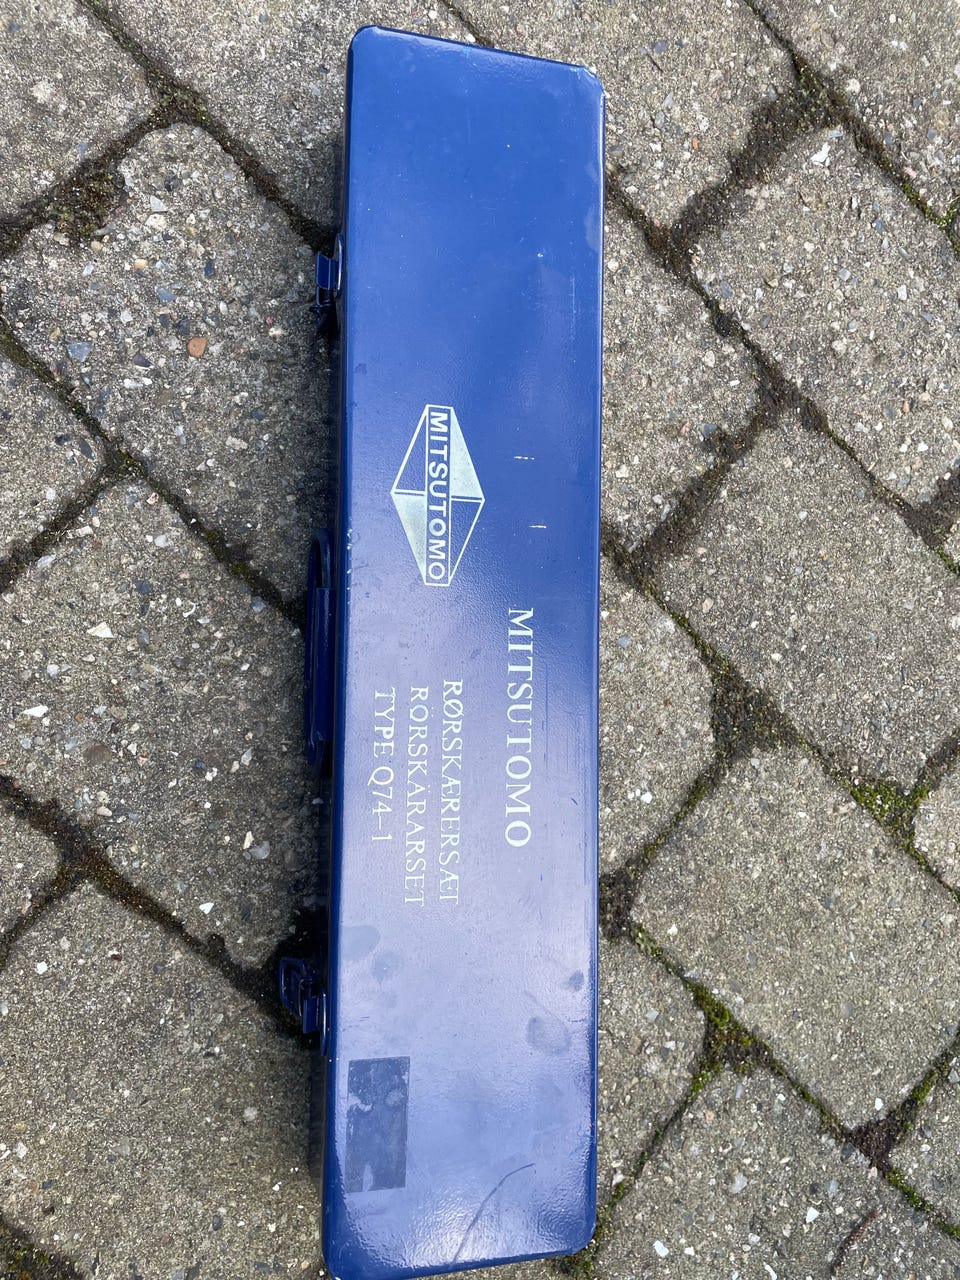 MITSUTOMO
MITSUTOMO
RØRSKÆRERSÆT
RÖRSKÄRARSET
TYPE Q74-1